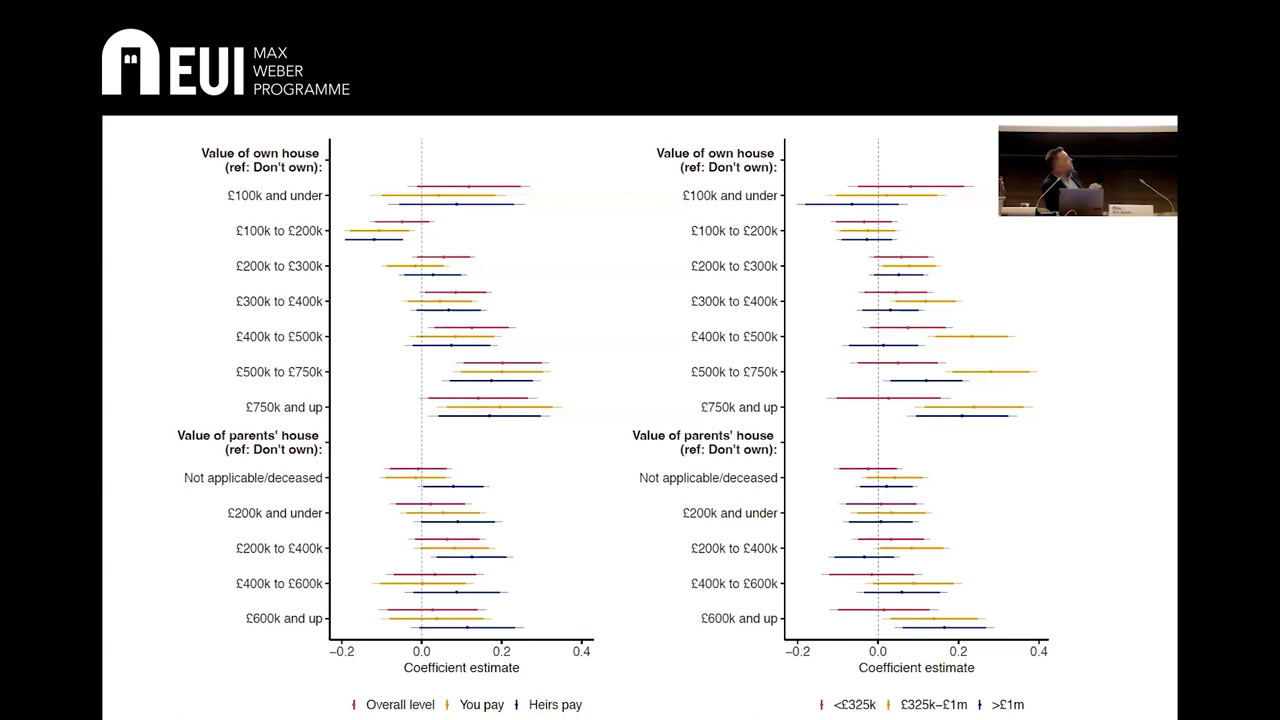 EUI
MAX
WEBER
PROGRAMME
Value of own house
(ref: Don't own):
£100k and under
£100k to £200k
£200k to £300k
£300k to £400k
£400k to £500k
£500k to £750k
£750k and up
Value of parents' house
(ref: Don't own):
Not applicable/deceased
£200k and under
£200k to £400k
£400k to £600k
£600k and up
−0.2 0.0 0.2 0.4
Coefficient estimate
Overall level You pay Heirs pay
Value of own house
(ref: Don't own):
£100k and under
£100k to £200k
£200k to £300k
£300k to £400k
£400k to £500k
£500k to £750k
£750k and up
Value of parents' house
(ref: Don't own):
Not applicable/deceased
£200k and under
£200k to £400k
£400k to £600k
£600k and up
−0.2 0.0 0.2 0.4
Coefficient estimate
<£325k £325k−£1m >£1m